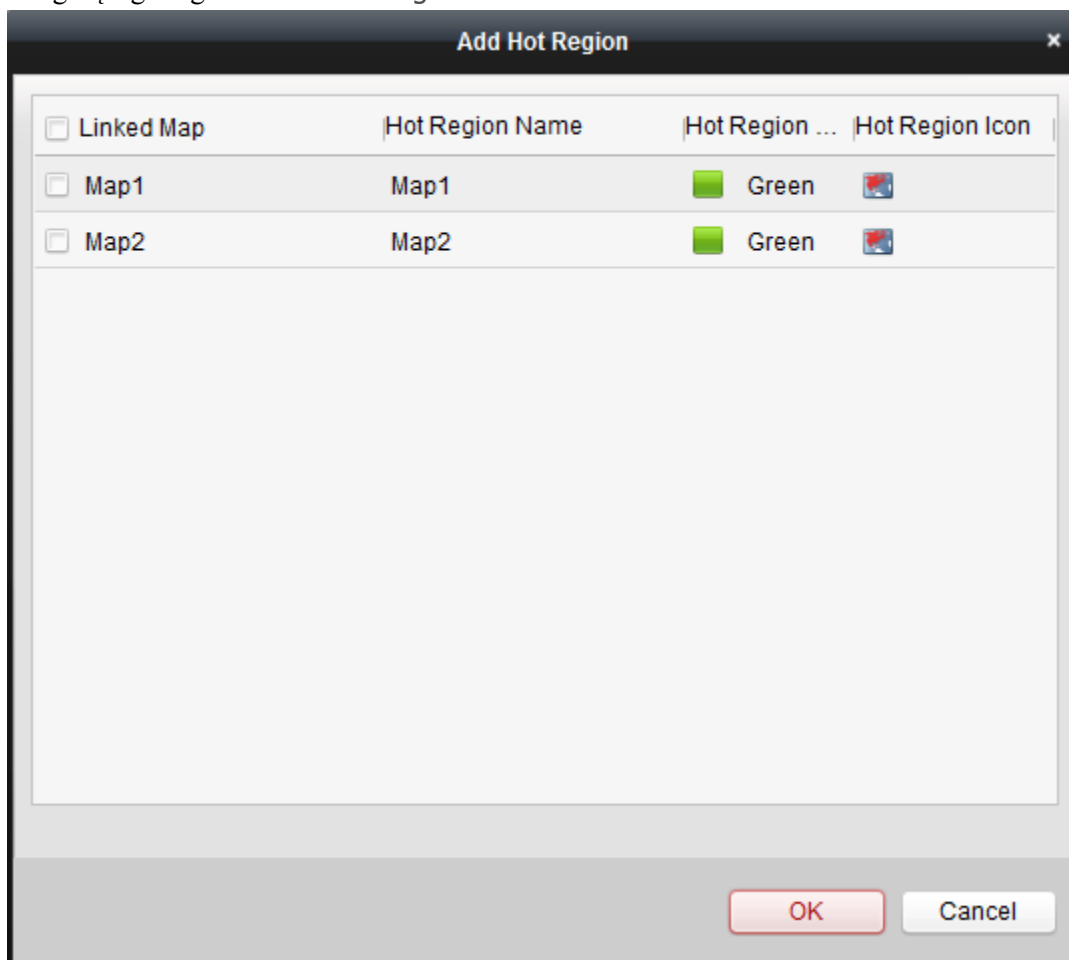 Add Hot Region ×
Linked Map Hot Region Name Hot Region ... Hot Region Icon
Map1 Map1 Green
Map2 Map2 Green
OK Cancel